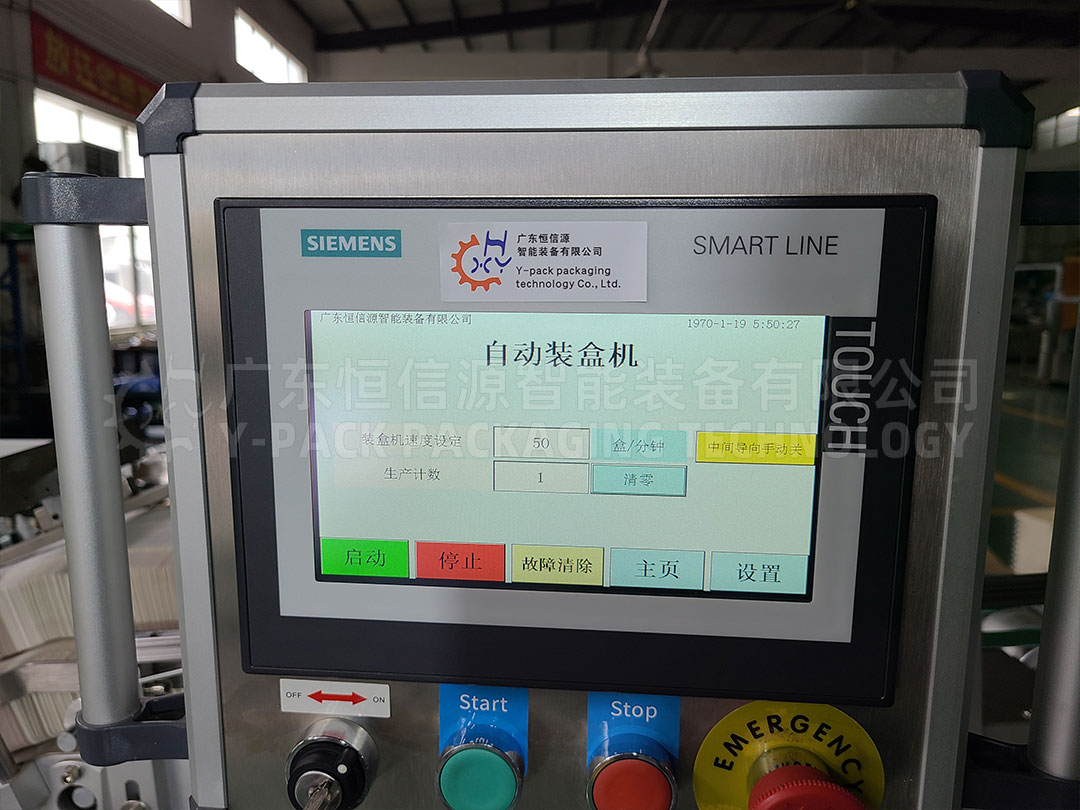 SIEMENS
广东恒信源
智能装备有限公司
Y-pack packaging
technology Co., Ltd.
SMART LINE
TOUCH
广东恒信源智能装备有限公司
1970-1-19 5:50:27
自动装盒机
广东恒信源智能装备有限公司
Y-PACK PACKAGING TECHNOLOGY
装盒机速度设定
50
盒/分钟
中间导向手动关
生产计数
1
清零
启动
停止
故障清除
主页
设置
OFF
ON
Start
Stop
EMERGENCY